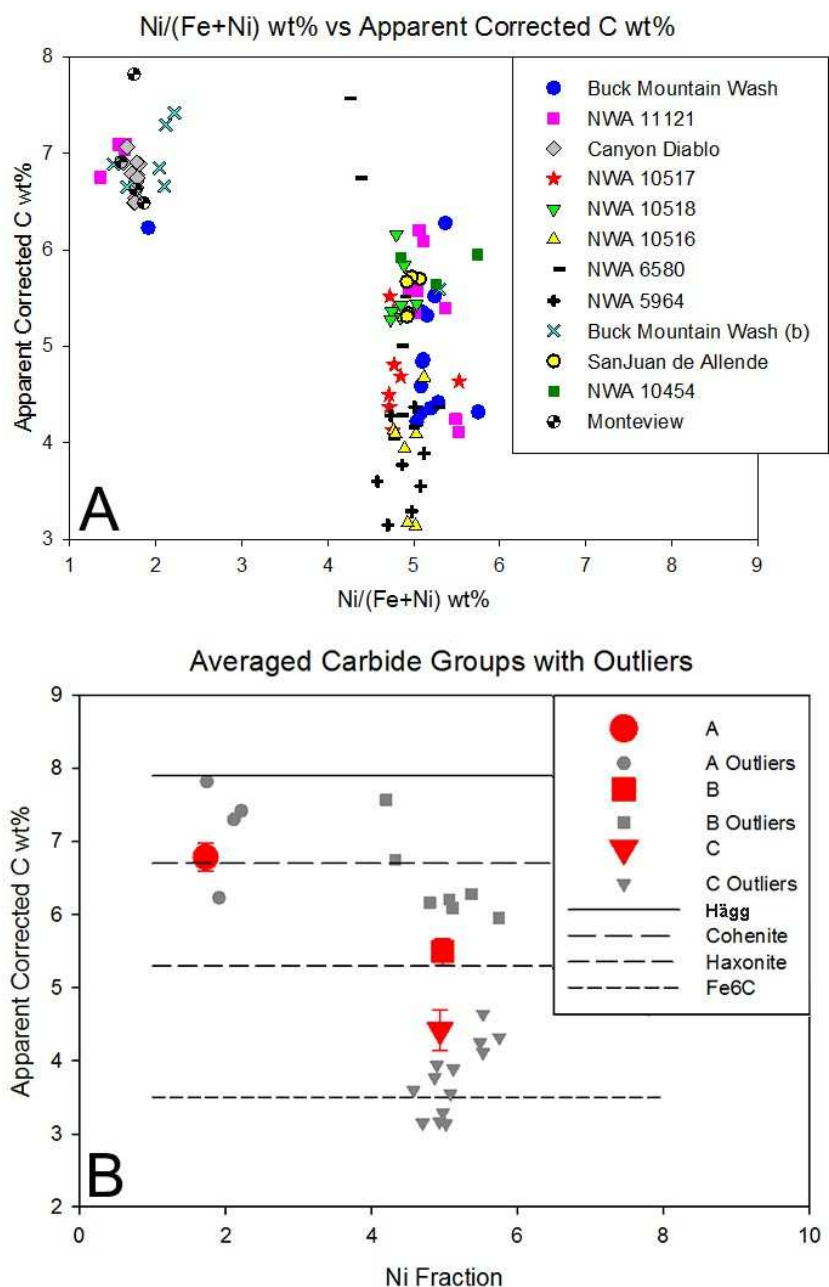 Ni/(Fe+Ni) wt% vs Apparent Corrected C wt%
8
7
6
5
4
3
Apparent Corrected C wt%
1 2 3 4 5 6 7 8 9
Ni/(Fe+Ni) wt%
A
Buck Mountain Wash
NWA 11121
Canyon Diablo
NWA 10517
NWA 10518
NWA 10516
NWA 6580
NWA 5964
Buck Mountain Wash (b)
SanJuan de Allende
NWA 10454
Monteview
Averaged Carbide Groups with Outliers
9
8
7
6
5
4
3
2
Apparent Corrected C wt%
0 2 4 6 8 10
Ni Fraction
B
A
A Outliers
B
B Outliers
C
C Outliers
Hägg
Cohenite
Haxonite
Fe6C